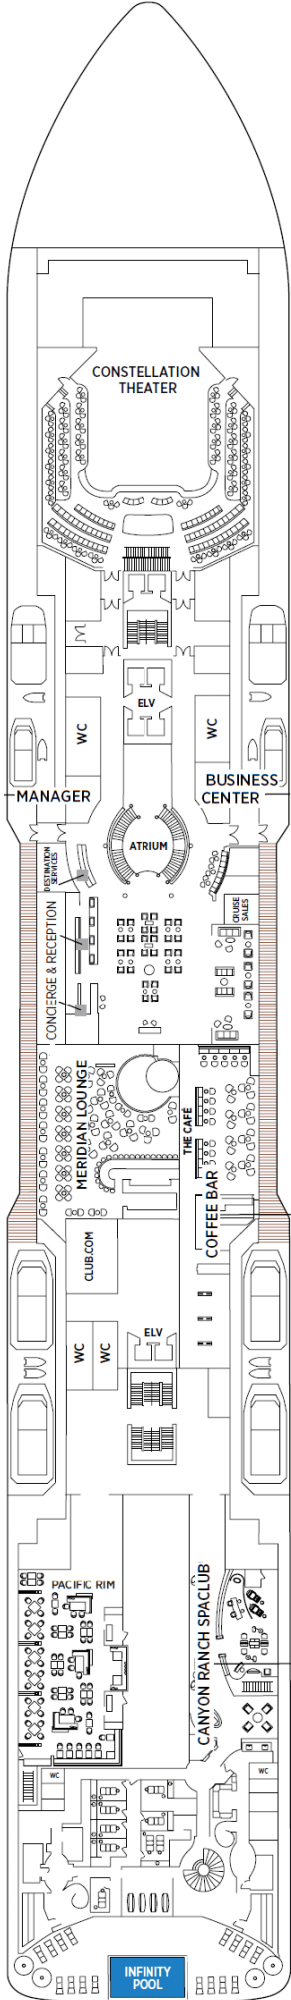 CONSTELLATION
THEATER
ELV
WC
WC
MANAGER
BUSINESS
CENTER
ATRIUM
DESTINATION
SERVICES
CONCIERGE & RECEPTION
CRUISE
SALES
MERIDIAN LOUNGE
THE CAFÉ
COFFEE BAR
CLUB.COM
ELV
WC
WC
PACIFIC RIM
CANYON RANCH SPACLUB
WC
WC
INFINITY
POOL